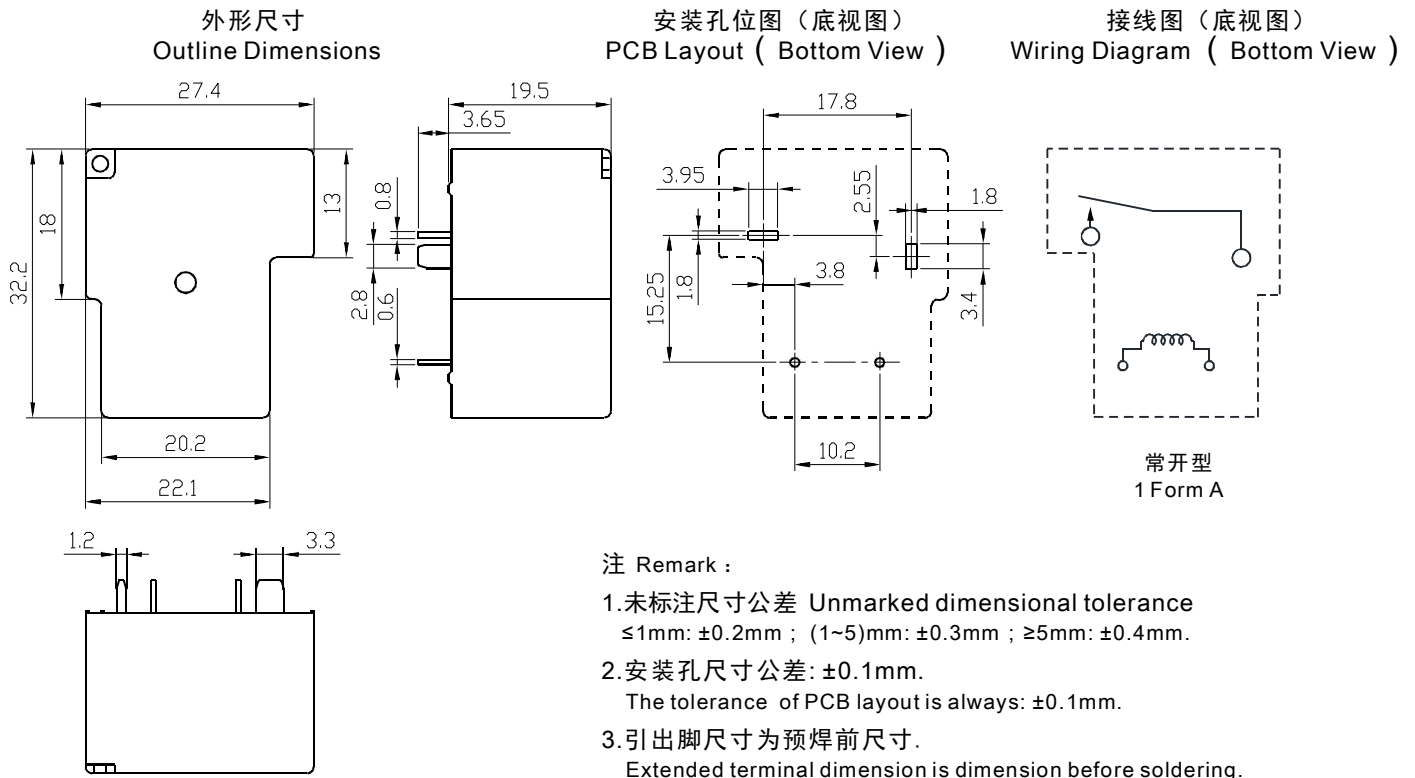 外形尺寸
Outline Dimensions
安装孔位图（底视图）
PCB Layout ( Bottom View )
接线图（底视图）
Wiring Diagram ( Bottom View )
27.4
32.2
18
13
20.2
22.1
19.5
3.65
0.8
2.8
0.6
17.8
3.95
2.55
1.8
15.25
1.8
3.8
3.4
10.2
常开型
1 Form A
1.2
3.3
注 Remark :
1.未标注尺寸公差 Unmarked dimensional tolerance
≤1mm: ±0.2mm ; (1~5)mm: ±0.3mm ; ≥5mm: ±0.4mm.
2.安装孔尺寸公差: ±0.1mm.
The tolerance of PCB layout is always: ±0.1mm.
3.引出脚尺寸为预焊前尺寸.
Extended terminal dimension is dimension before soldering.